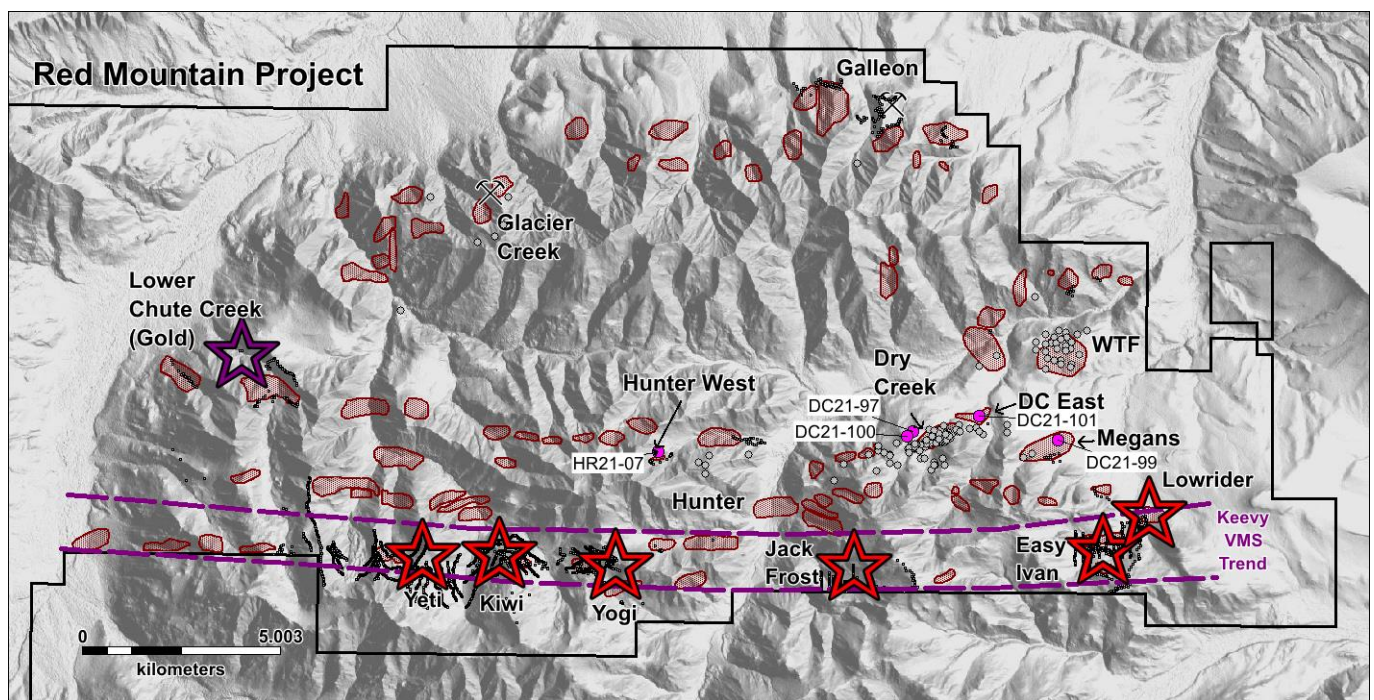 Red Mountain Project
Galleon
Glacier
Creek
Lower
Chute Creek
(Gold)
Hunter West
Dry
Creek
WTF
DC21-97
DC East
DC21-100
DC21-101
Megans
HR21-07
DC21-99
Hunter
Lowrider
Keevy
VMS
Trend
Jack
Frost
Easy
Ivan
Yeti
Kiwi
Yogi
0
5.003
kilometers